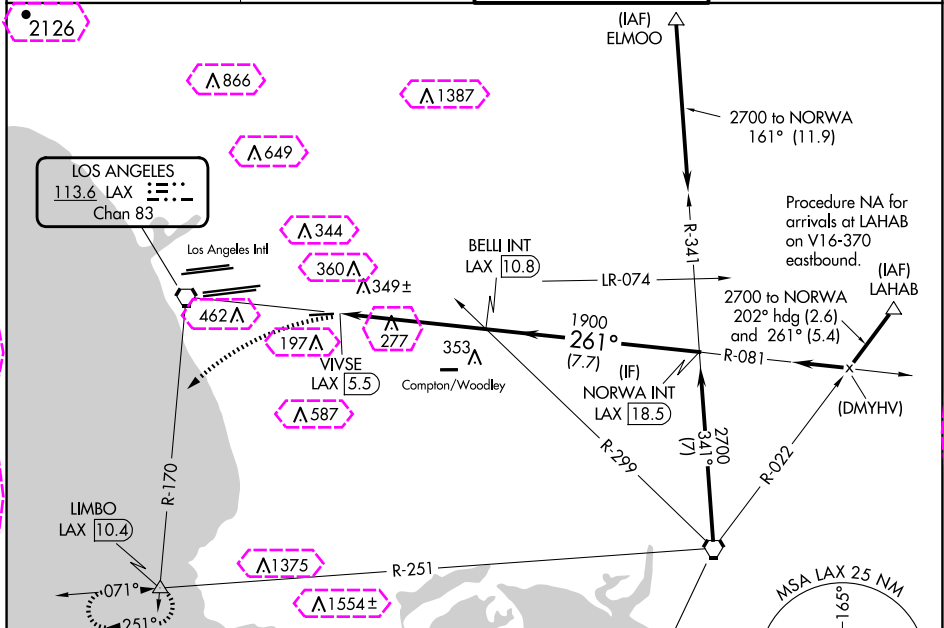 2126
(IAF)
ELMOO
866
1387
2700 to NORWA
161° (11.9)
649
LOS ANGELES
113.6 LAX
Chan 83
Procedure NA for
arrivals at LAHAB
on V16-370
eastbound.
344
R-341
Los Angeles Intl
BELLI INT
LAX 10.8
360
349±
LR-074
(IAF)
LAHAB
2700 to NORWA
202° hdg (2.6)
and 261° (5.4)
462
277
1900
261°
(7.7)
197
353
R-081
VIVSE
LAX 5.5
Compton/Woodley
(IF)
NORWA INT
LAX 18.5
X
(DMYHV)
587
2700
341°
(7)
R-299
R-022
R-170
LIMBO
LAX 10.4
1375
R-251
071°
251°
1554±
MSA LAX 25 NM
165°